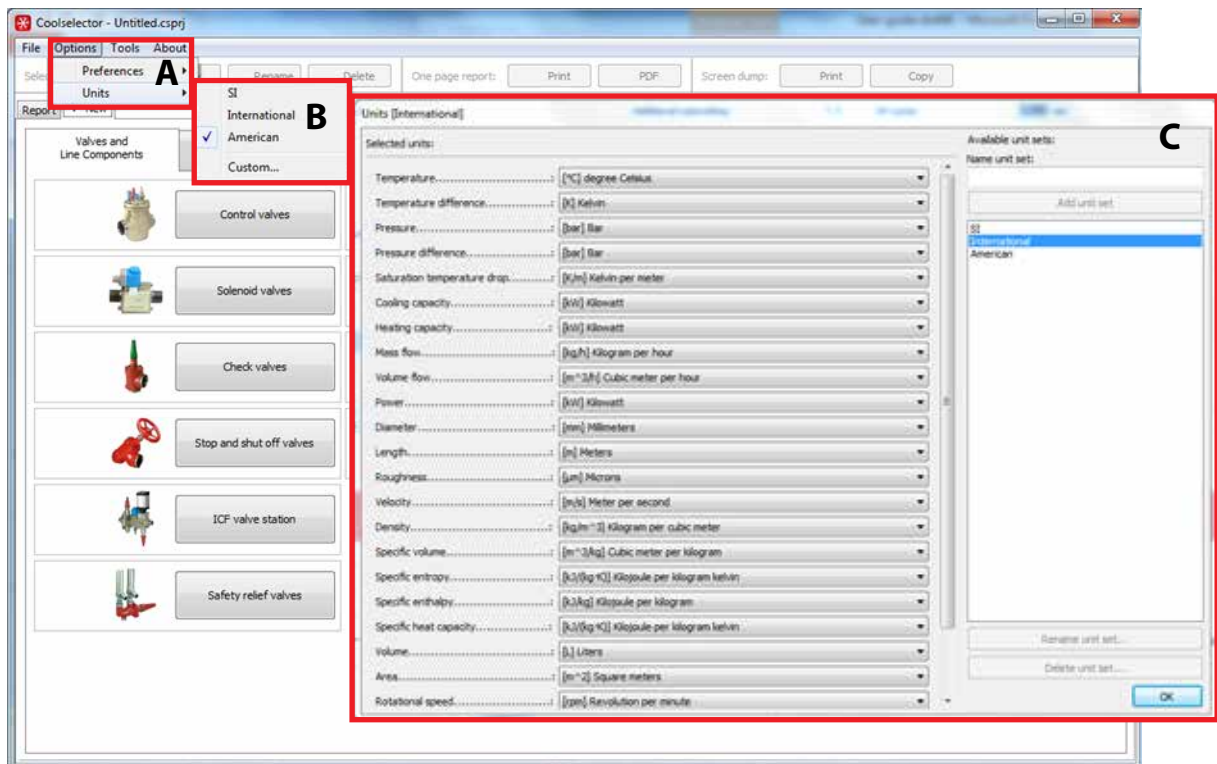 Coolselector - Untitled.csprj
File Options Tools About
Preferences
Units
A
Rename
Delete
One page report:
Print
PDF
Screen dump:
Print
Copy
SI
International
American
Custom...
B
Report
New
Valves and
Line Components
Control valves
Solenoid valves
Check valves
Stop and shut off valves
ICF valve station
Safety relief valves
Units [International]
C
Selected units:
Temperature: [°C] degree Celsius
Temperature difference: [K] Kelvin
Pressure: [bar] Bar
Pressure difference: [bar] Bar
Saturation temperature drop: [K/m] Kelvin per meter
Cooling capacity: [kW] Kilowatt
Heating capacity: [kW] Kilowatt
Mass flow: [kg/h] Kilogram per hour
Volume flow: [m^3/h] Cubic meter per hour
Power: [kW] Kilowatt
Diameter: [mm] Millimeters
Length: [m] Meters
Roughness: [μm] Microns
Velocity: [m/s] Meter per second
Density: [kg/m^3] Kilogram per cubic meter
Specific volume: [m^3/kg] Cubic meter per kilogram
Specific entropy: [kJ/(kg·K)] Kilojoule per kilogram kelvin
Specific enthalpy: [kJ/kg] Kilojoule per kilogram
Specific heat capacity: [kJ/(kg·K)] Kilojoule per kilogram kelvin
Volume: [L] Liters
Area: [m^2] Square meters
Rotational speed: [rpm] Revolution per minute
Available unit sets:
Name unit set:
Add unit set
SI
International
American
Rename unit set...
Delete unit set...
OK